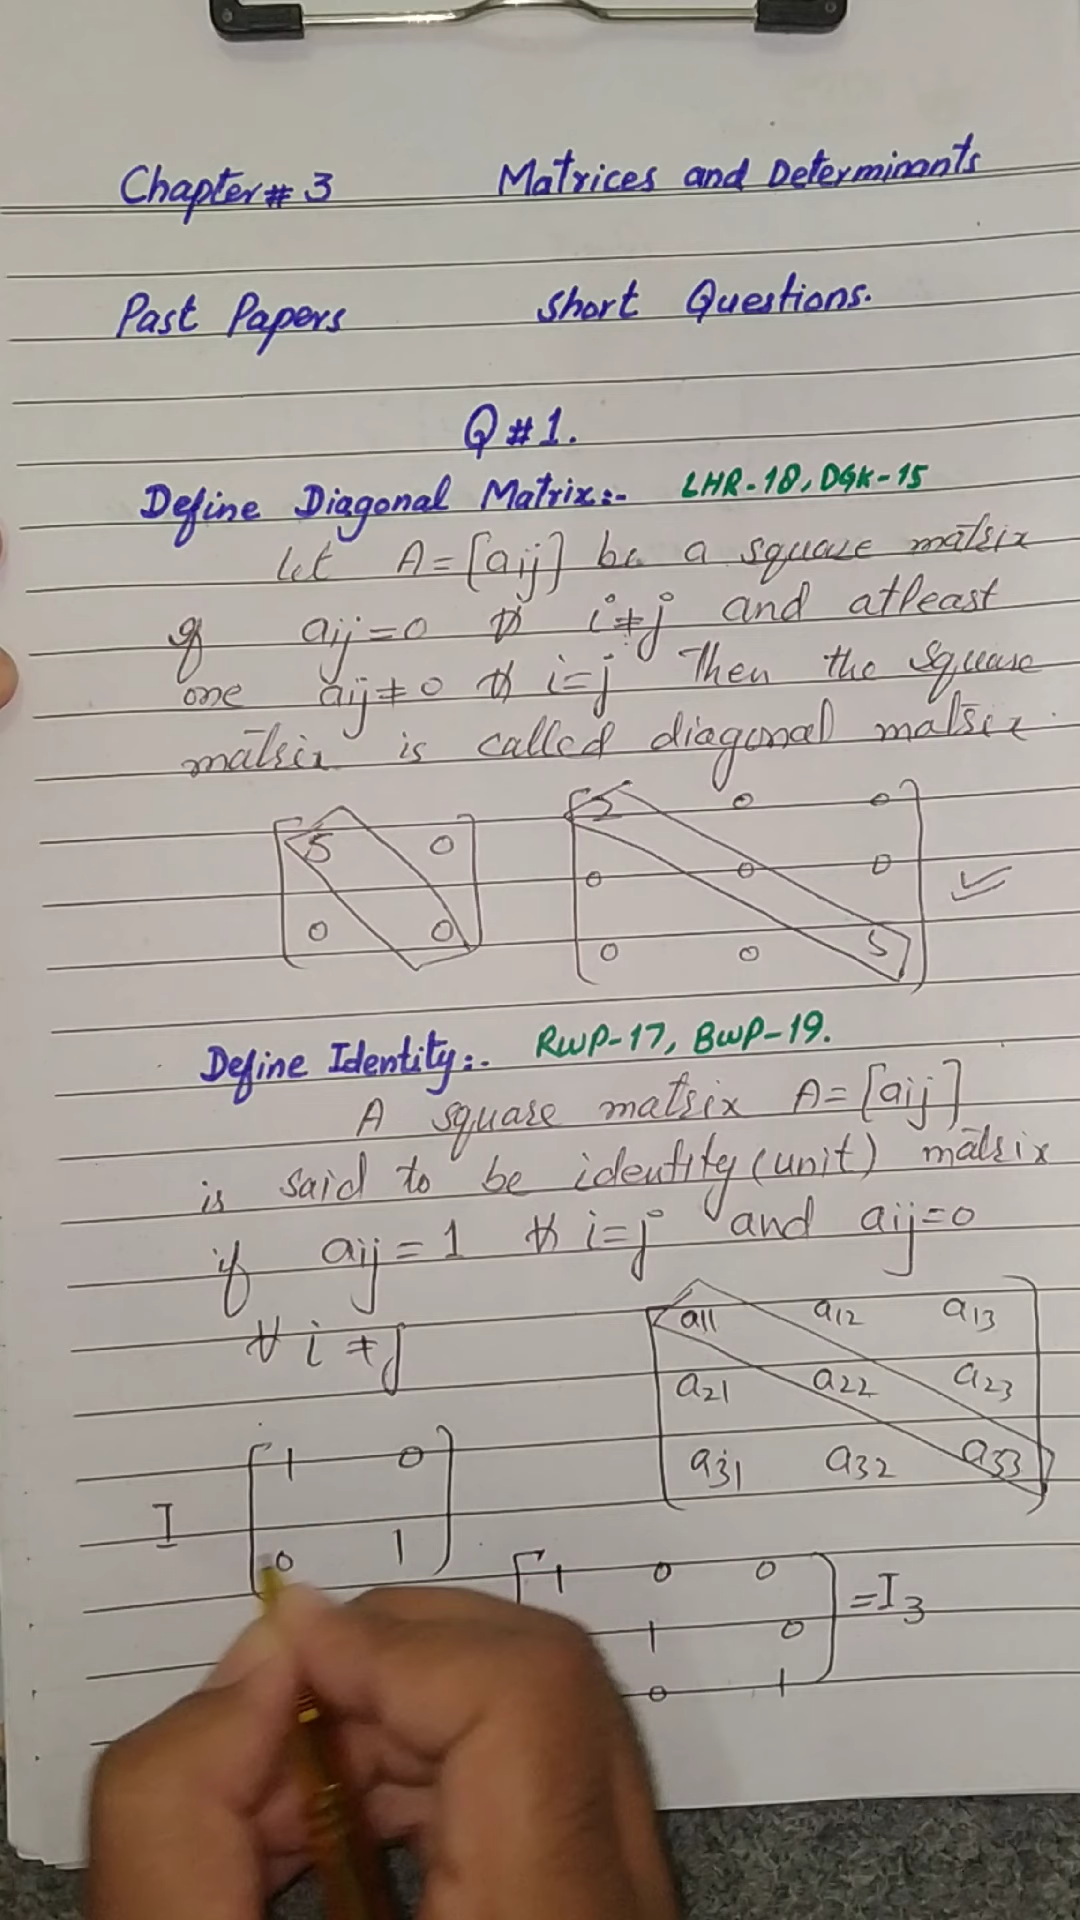 Chapter # 3 Matrices and Determinants
Past Papers Short Questions.
Q # 1.
Define Diagonal Matrix:- LHR-18, DGK-15
Let A = [aij] be a square matrix
if aij = 0 ∀ i ≠ j and atleast
one aij ≠ 0 ∀ i = j Then the square
matrix is called diagonal matrix.
5 0
0 0
2 0 0
0 0 0
0 0 5
Define Identity:- RWP-17, BWP-19.
A square matrix A = [aij]
is said to be identity (unit) matrix
if aij = 1 ∀ i = j and aij = 0
∀ i ≠ j
a11 a12 a13
a21 a22 a23
a31 a32 a33
I
1 0
0 1
1 0 0
1 0
0 1
= I3